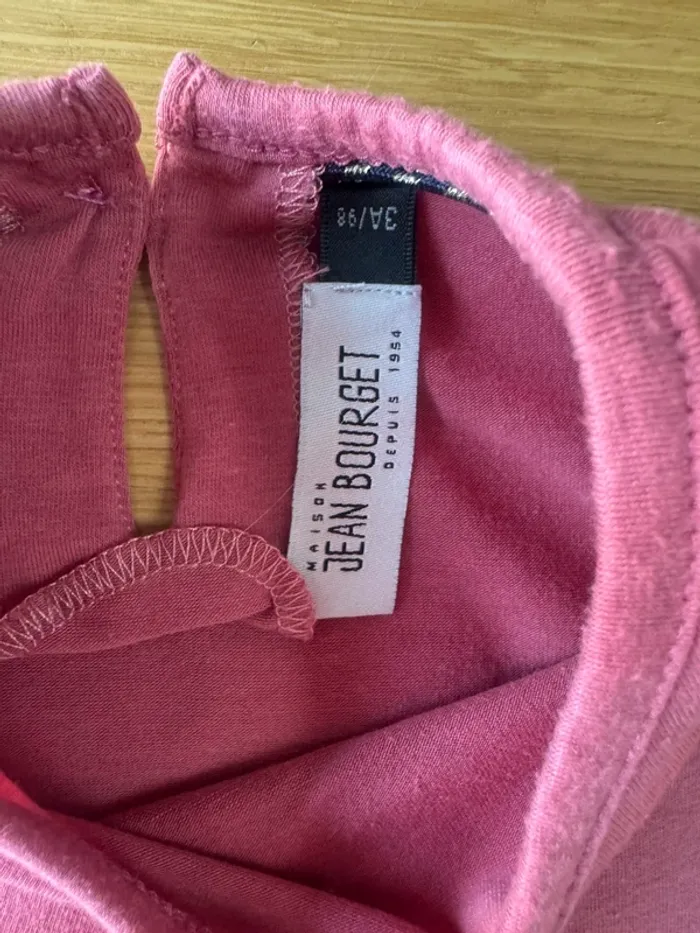 3A/98
MAISON
JEAN BOURGET
DEPUIS 1954